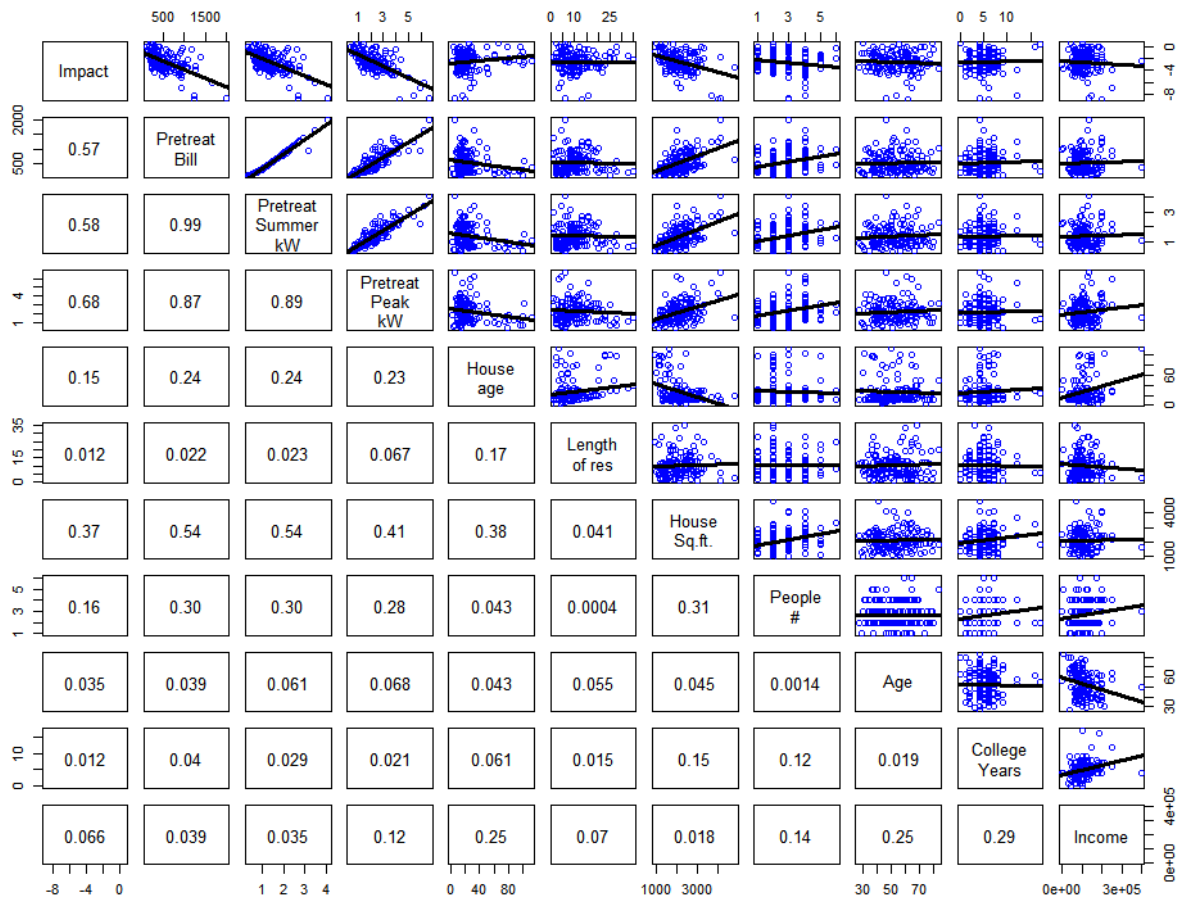 500 1500 1 3 5 0 10 25 1 3 5 0 5 10
Impact
-8 -4 0
500 2000
0.57
Pretreat
Bill
0.58 0.99
Pretreat
Summer
kW
1 3
1 4
0.68 0.87 0.89
Pretreat
Peak
kW
0.15 0.24 0.24 0.23
House
age
0 60
0 15 35
0.012 0.022 0.023 0.067 0.17
Length
of res
0.37 0.54 0.54 0.41 0.38 0.041
House
Sq.ft.
1000 4000
1 3 5
0.16 0.30 0.30 0.28 0.043 0.0004 0.31
People
#
0.035 0.039 0.061 0.068 0.043 0.055 0.045 0.0014 Age
30 60
0 10
0.012 0.04 0.029 0.021 0.061 0.015 0.15 0.12 0.019
College
Years
0.066 0.039 0.035 0.12 0.25 0.07 0.018 0.14 0.25 0.29 Income
0e+00 4e+05
-8 -4 0 1 2 3 4 0 40 80 1000 3000 30 50 70 0e+00 3e+05